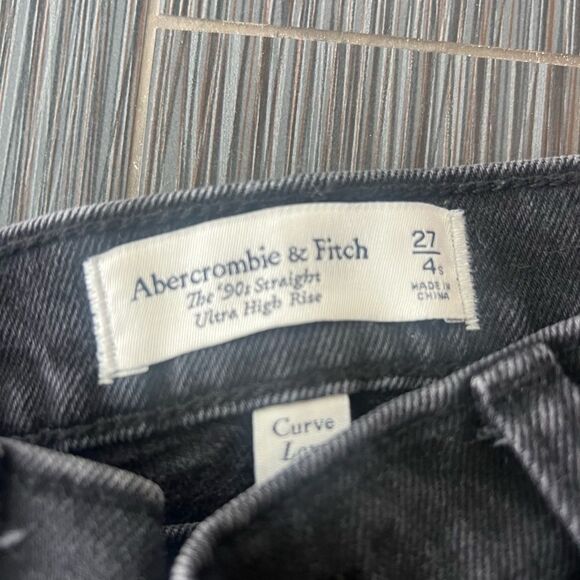 Abercrombie & Fitch
The '90s Straight
Ultra High Rise
27
4s
MADE IN
CHINA
Curve